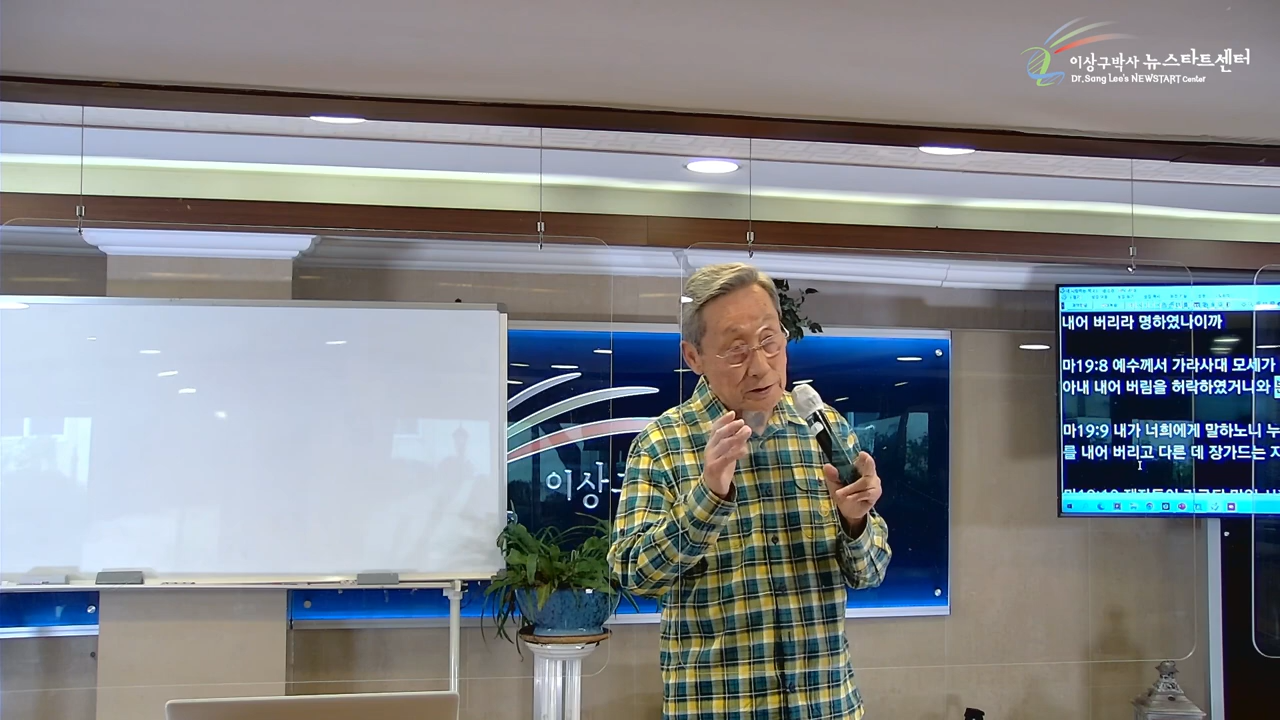 이상구박사 뉴스타트센터
Dr. Sang Lee's NEWSTART Center
내어 버리라 명하였나이까
마19:8 예수께서 가라사대 모세가
아내 내어 버림을 허락하였거니와
마19:9 내가 너희에게 말하노니 누
를 내어 버리고 다른 데 장가드는 자
이상